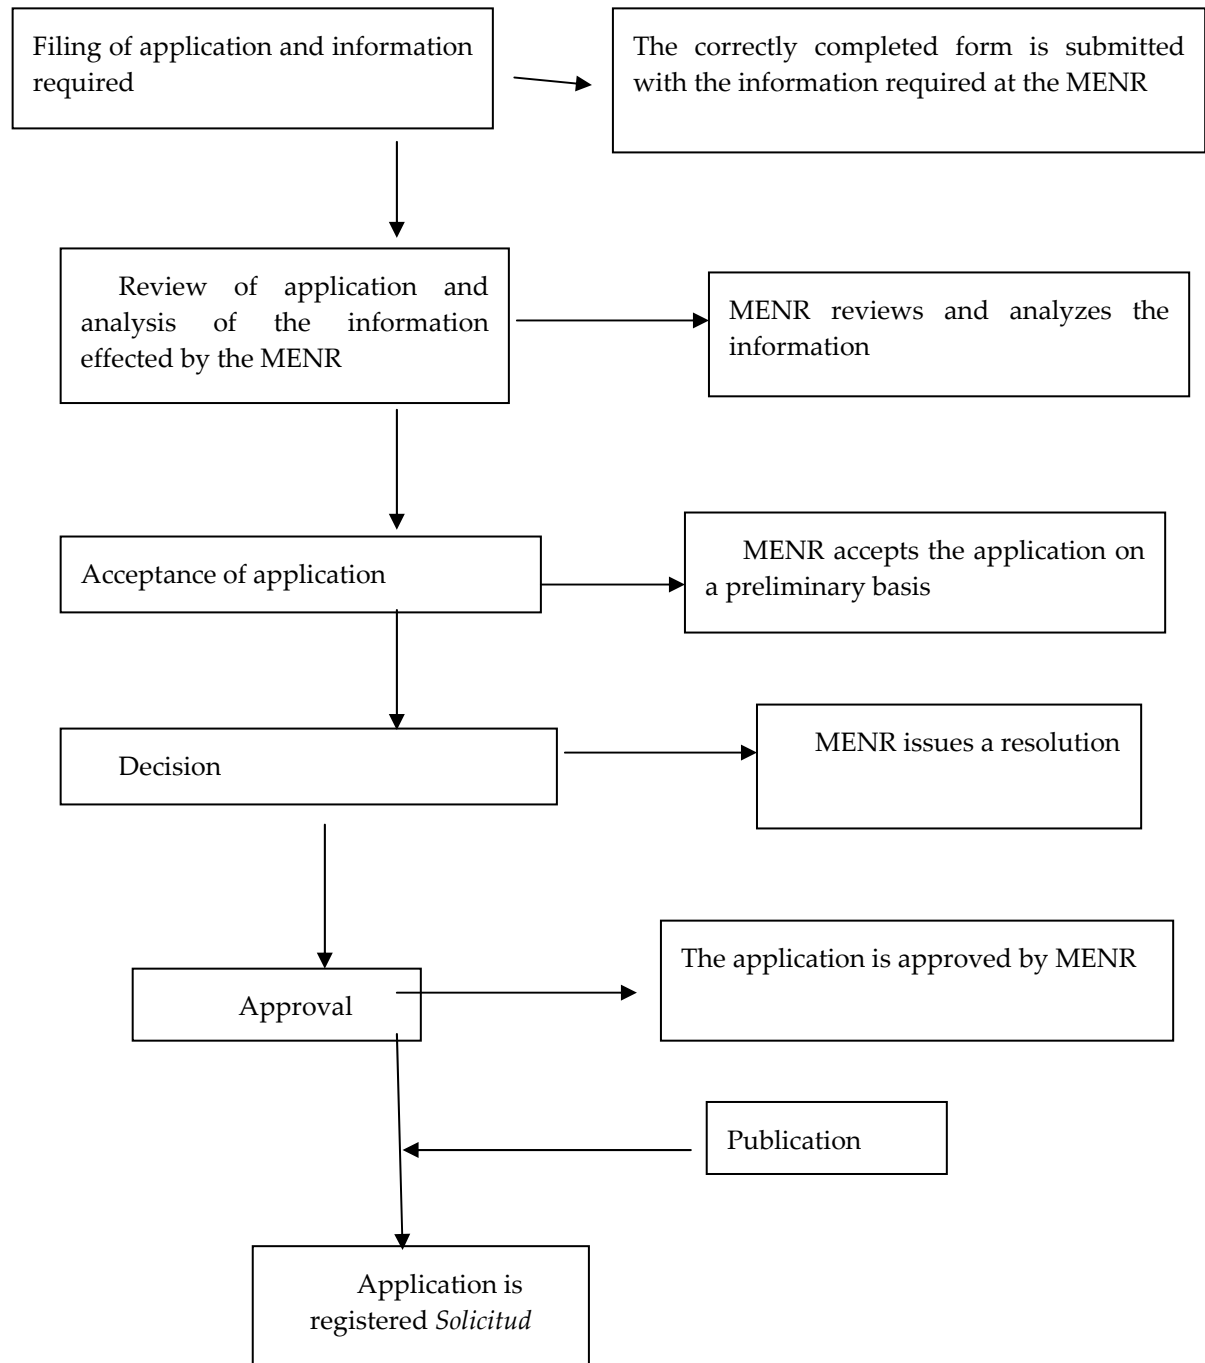 Filing of application and information
required
The correctly completed form is submitted
with the information required at the MENR
Review of application and
analysis of the information
effected by the MENR
MENR reviews and analyzes the
information
Acceptance of application
MENR accepts the application on
a preliminary basis
Decision
MENR issues a resolution
Approval
The application is approved by MENR
Publication
Application is
registered Solicitud